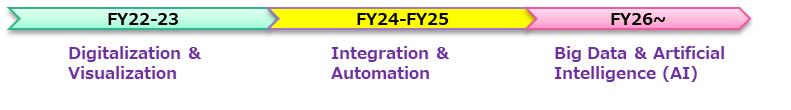 FY22-23
FY24-FY25
FY26~
Digitalization &
Visualization
Integration &
Automation
Big Data & Artificial
Intelligence (AI)